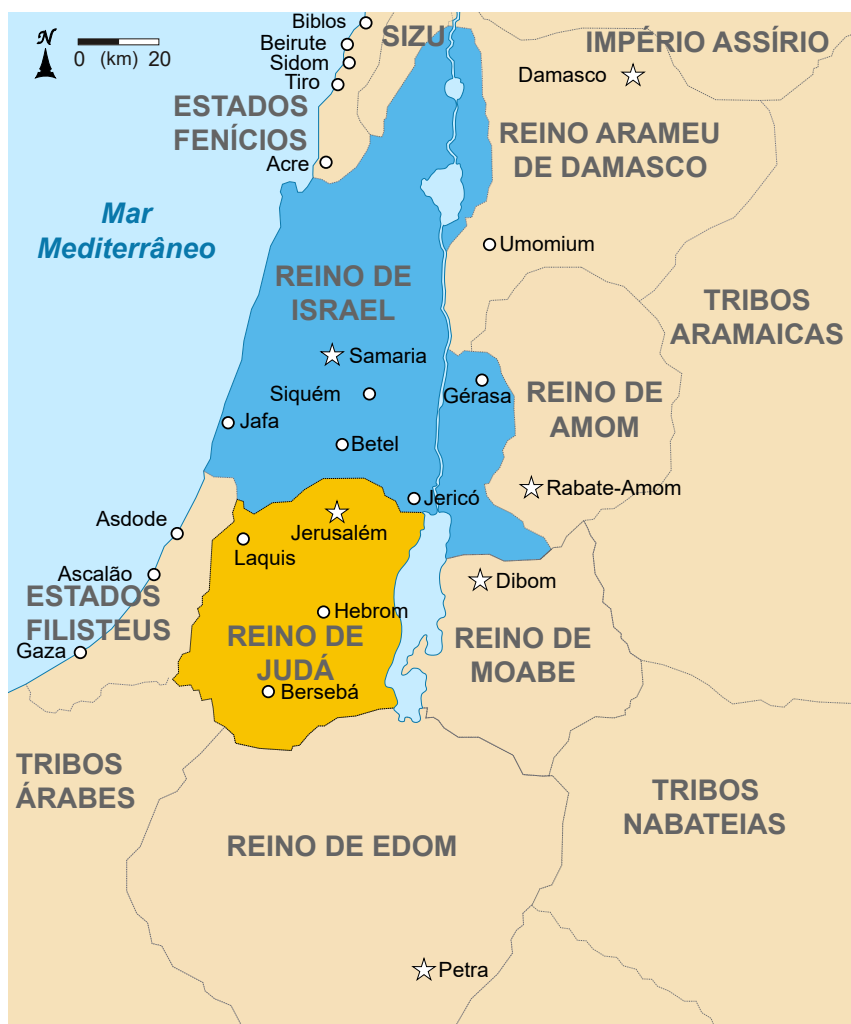 Biblos
SIZU
IMPÉRIO ASSÍRIO
N
0 (km) 20
Beirute
Sidom
Damasco
Tiro
ESTADOS
FENÍCIOS
REINO ARAMEU
DE DAMASCO
Acre
Mar
Mediterrâneo
Umomium
REINO DE
ISRAEL
TRIBOS
ARAMAICAS
Samaria
Siquém
Gérasa
REINO DE
AMOM
Jafa
Betel
Rabate-Amom
Jericó
Asdode
Jerusalém
Laquis
Ascalão
Dibom
ESTADOS
FILISTEUS
Hebrom
Gaza
REINO DE
JUDÁ
REINO DE
MOABE
Bersebá
TRIBOS
ÁRABES
TRIBOS
NABATEIAS
REINO DE EDOM
Petra